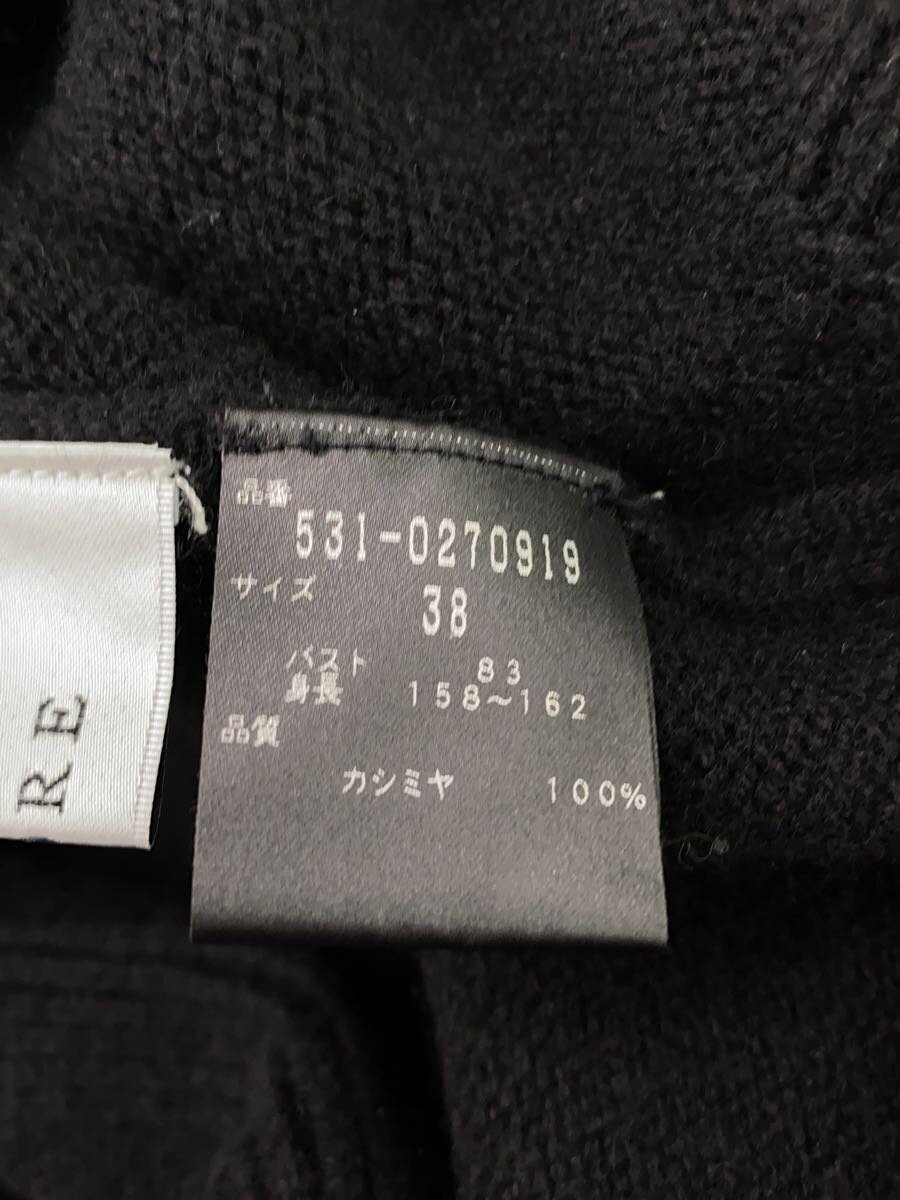 品番
531-0270919
サイズ
38
バスト 83
身長 158～162
品質
カシミヤ 100%
RE